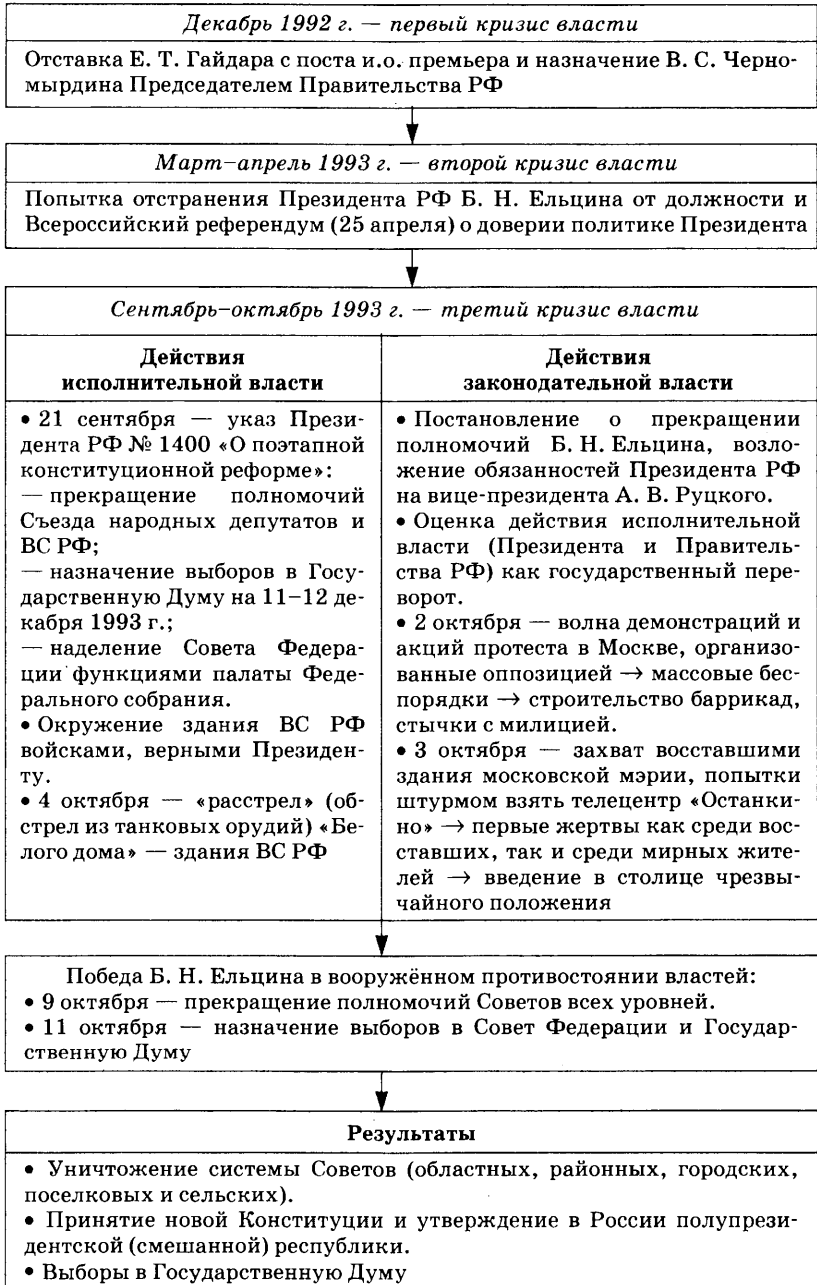 Декабрь 1992 г. — первый кризис власти
Отставка Е. Т. Гайдара с поста и.о. премьера и назначение В. С. Черно-
мырдина Председателем Правительства РФ
Март–апрель 1993 г. — второй кризис власти
Попытка отстранения Президента РФ Б. Н. Ельцина от должности и
Всероссийский референдум (25 апреля) о доверии политике Президента
Сентябрь–октябрь 1993 г. — третий кризис власти
Действия
исполнительной власти
• 21 сентября — указ Прези-
дента РФ № 1400 «О поэтапной
конституционной реформе»:
— прекращение полномочий
Съезда народных депутатов и
ВС РФ;
— назначение выборов в Госу-
дарственную Думу на 11–12 де-
кабря 1993 г.;
— наделение Совета Федера-
ции функциями палаты Феде-
рального собрания.
• Окружение здания ВС РФ
войсками, верными Президен-
ту.
• 4 октября — «расстрел» (об-
стрел из танковых орудий) «Бе-
лого дома» — здания ВС РФ
Действия
законодательной власти
• Постановление о прекращении
полномочий Б. Н. Ельцина, возло-
жение обязанностей Президента РФ
на вице-президента А. В. Руцкого.
• Оценка действия исполнительной
власти (Президента и Правитель-
ства РФ) как государственный пере-
ворот.
• 2 октября — волна демонстраций и
акций протеста в Москве, организо-
ванные оппозицией → массовые бес-
порядки → строительство баррикад,
стычки с милицией.
• 3 октября — захват восставшими
здания московской мэрии, попытки
штурмом взять телецентр «Останки-
но» → первые жертвы как среди вос-
ставших, так и среди мирных жите-
лей → введение в столице чрезвы-
чайного положения
Победа Б. Н. Ельцина в вооружённом противостоянии властей:
• 9 октября — прекращение полномочий Советов всех уровней.
• 11 октября — назначение выборов в Совет Федерации и Государ-
ственную Думу
Результаты
• Уничтожение системы Советов (областных, районных, городских,
поселковых и сельских).
• Принятие новой Конституции и утверждение в России полупрези-
дентской (смешанной) республики.
• Выборы в Государственную Думу